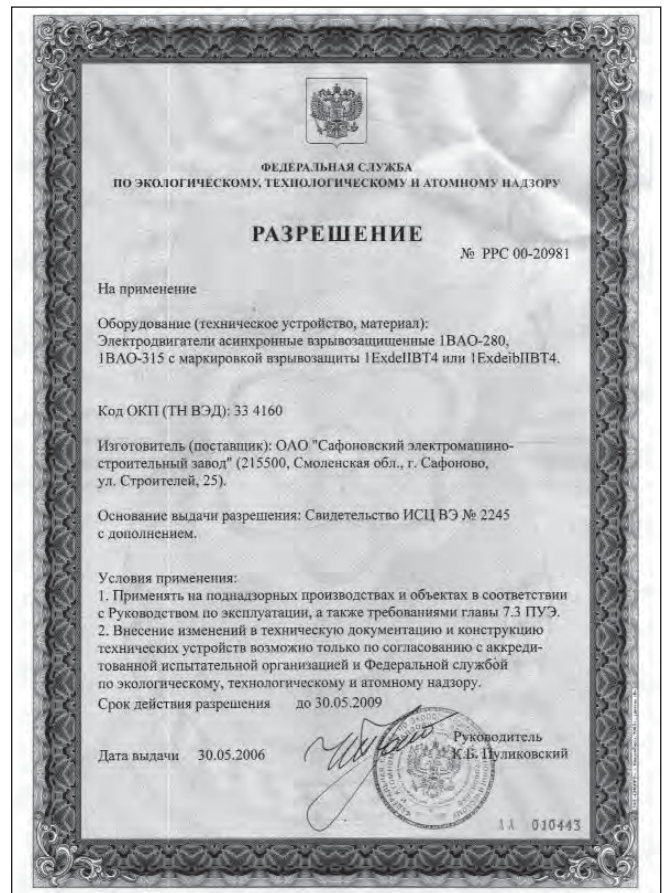 ФЕДЕРАЛЬНАЯ СЛУЖБА
ПО ЭКОЛОГИЧЕСКОМУ, ТЕХНОЛОГИЧЕСКОМУ И АТОМНОМУ НАДЗОРУ
РАЗРЕШЕНИЕ
№ РРС 00-20981
На применение
Оборудование (техническое устройство, материал):
Электродвигатели асинхронные взрывозащищенные 1ВАО-280,
1ВАО-315 с маркировкой взрывозащиты 1ExdeIIBT4 или 1ExdeibIIBT4.
Код ОКП (ТН ВЭД): 33 4160
Изготовитель (поставщик): ОАО "Сафоновский электромашино-
строительный завод" (215500, Смоленская обл., г. Сафоново,
ул. Строителей, 25).
Основание выдачи разрешения: Свидетельство ИСЦ ВЭ № 2245
с дополнением.
Условия применения:
1. Применять на поднадзорных производствах и объектах в соответствии
с Руководством по эксплуатации, а также требованиями главы 7.3 ПУЭ.
2. Внесение изменений в техническую документацию и конструкцию
технических устройств возможно только по согласованию с аккреди-
тованной испытательной организацией и Федеральной службой
по экологическому, технологическому и атомному надзору.
Срок действия разрешения до 30.05.2009
Руководитель
Дата выдачи 30.05.2006 К.Б. Пуликовский
АА 010443